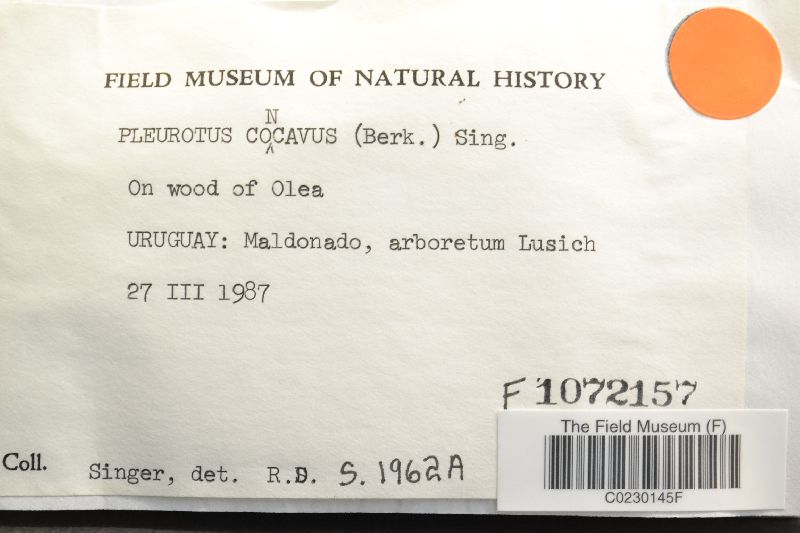 FIELD MUSEUM OF NATURAL HISTORY
PLEUROTUS CONCAVUS (Berk.) Sing.
On wood of Olea
URUGUAY: Maldonado, arboretum Lusich
27 III 1987
F 1072157
The Field Museum (F)
C0230145F
Coll. Singer, det. R.D. S. 1962A